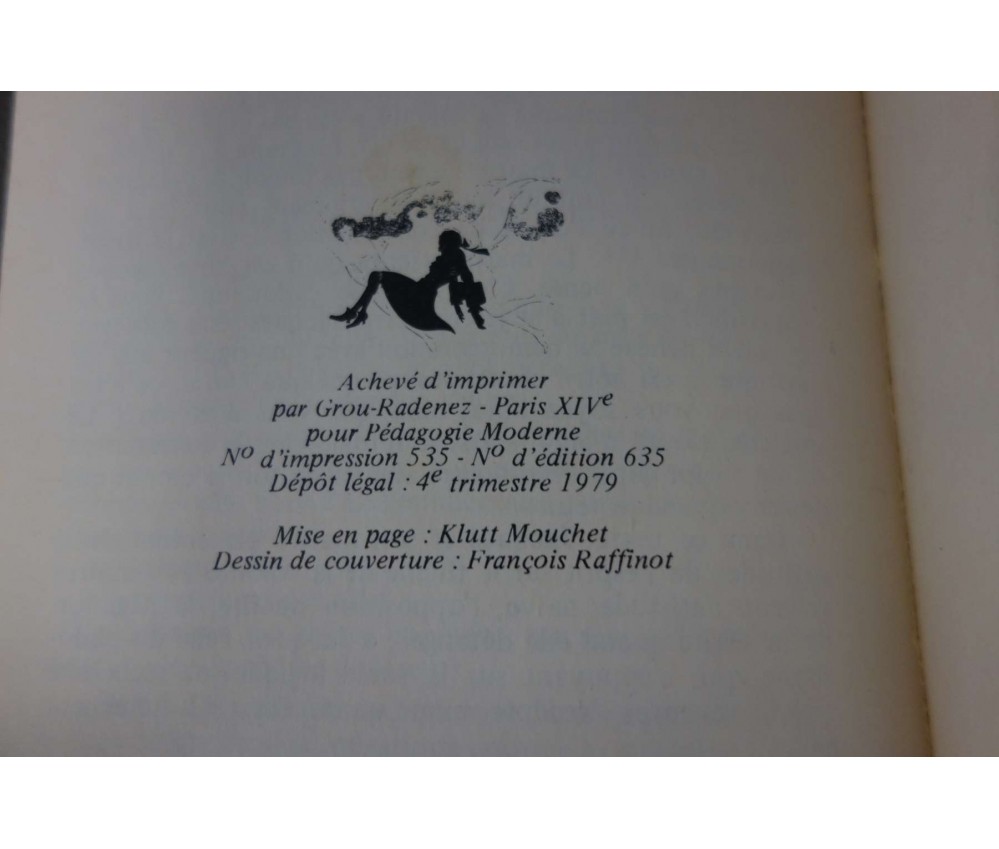 Achevé d'imprimer
par Grou-Radenez - Paris XIVe
pour Pédagogie Moderne
No d'impression 535 - No d'édition 635
Dépôt légal : 4e trimestre 1979
Mise en page : Klutt Mouchet
Dessin de couverture : François Raffinot